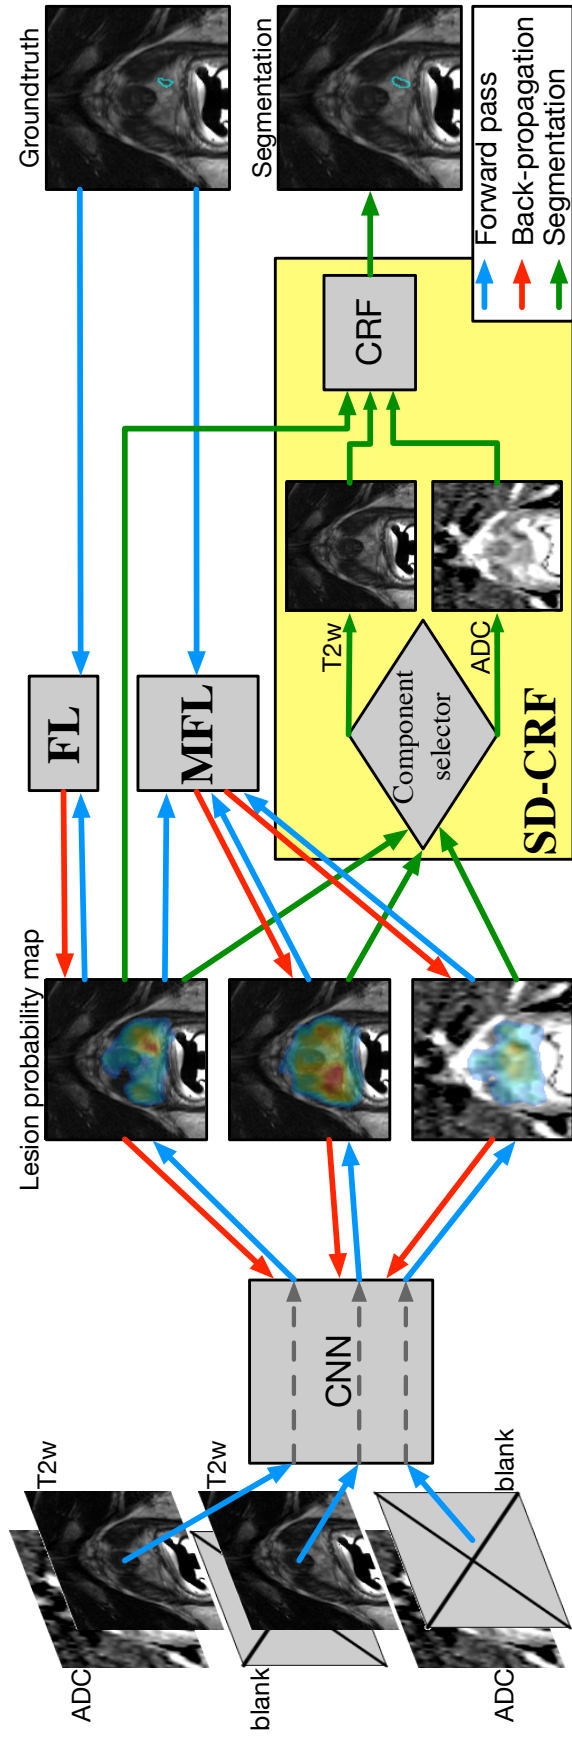 ADC
T2w
blank
T2w
ADC
blank
CNN
Lesion probability map
FL
MFL
Component
selector
T2w
ADC
CRF
SD-CRF
Groundtruth
Segmentation
Forward pass
Back-propagation
Segmentation